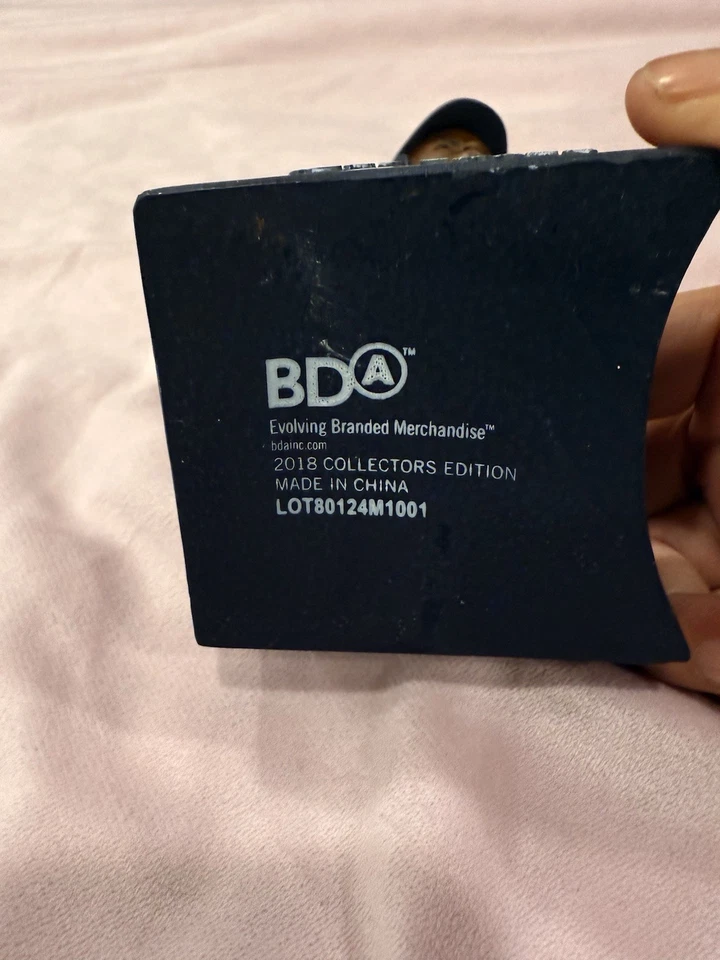 BDA™
Evolving Branded Merchandise™
bdainc.com
2018 COLLECTORS EDITION
MADE IN CHINA
LOT80124M1001